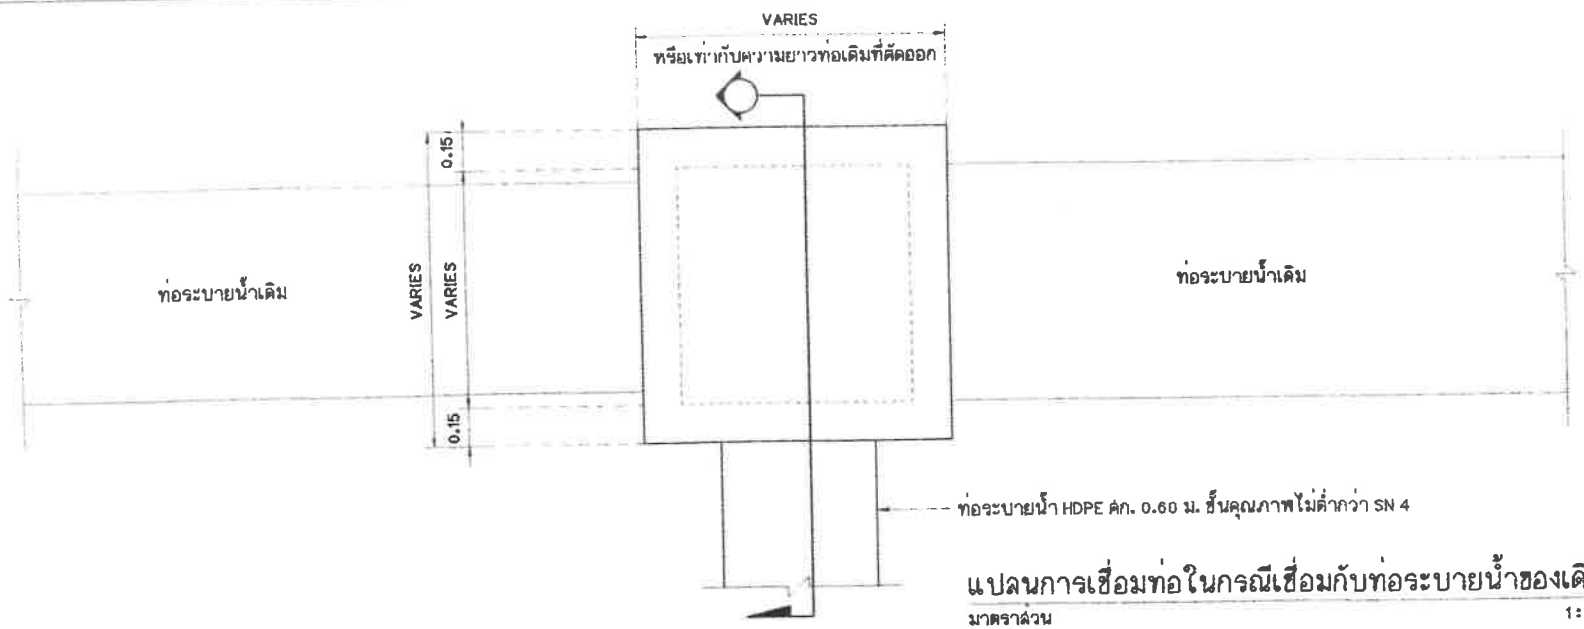 VARIES
หรือเท่ากับความยาวท่อเดิมที่ตัดออก
0.15
VARIES
VARIES
0.15
ท่อระบายน้ำเดิม
ท่อระบายน้ำเดิม
ท่อระบายน้ำ HDPE ศก. 0.60 ม. ชั้นคุณภาพไม่ต่ำกว่า SN 4
แปลนการเชื่อมท่อในกรณีเชื่อมกับท่อระบายน้ำของเดิ
มาตราส่วน 1: